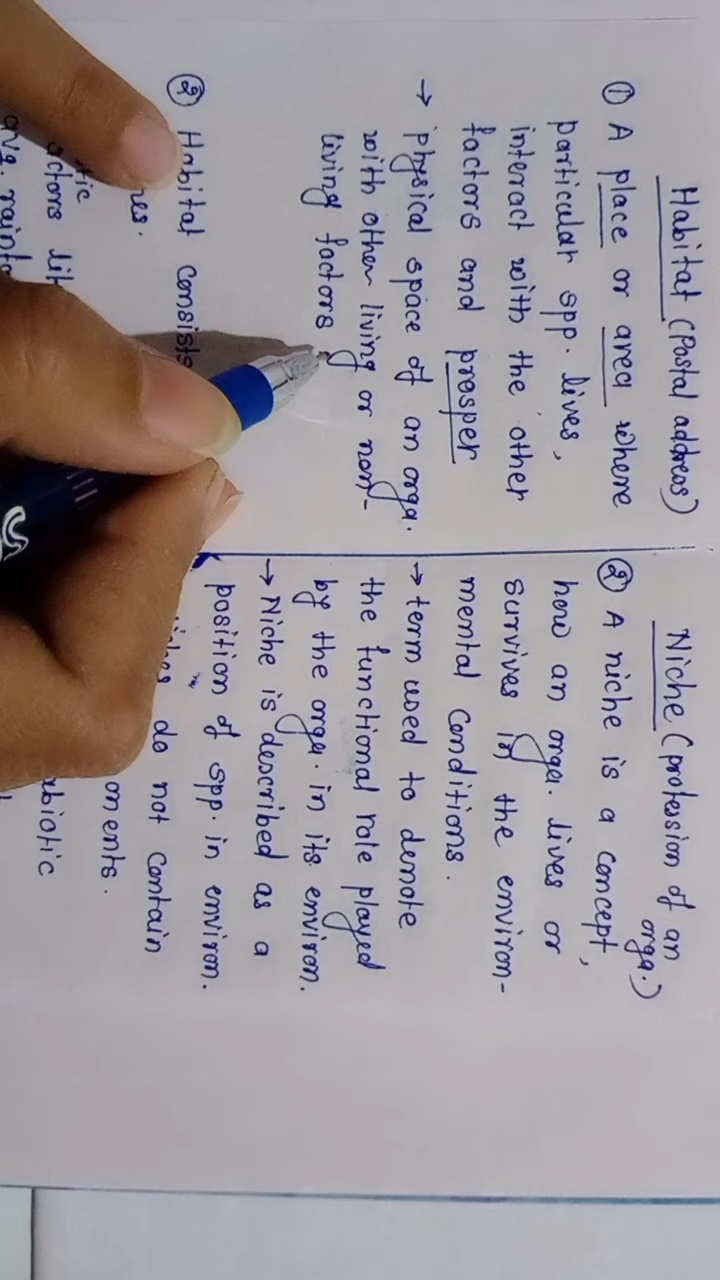 Habitat (Postal address)
① A place or area where
particular spp. lives,
interact with the other
factors and prosper
→ physical space of an orga.
with other living or non-
living factors
② Habitat consists
actors
Niche (profession of an
orga.)
② A niche is a concept,
how an orga. lives or
survives in the environ-
mental conditions.
→ term used to denote
the functional role played
by the orga. in its environ.
→ Niche is described as a
position of spp. in environ.
do not contain
oments.
abiotic